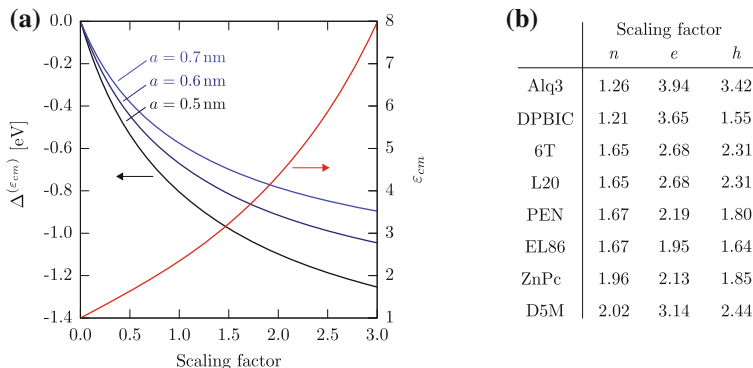 (a)
0.0
-0.2
-0.4
-0.6
-0.8
-1.0
-1.2
-1.4
Δ(εcm) [eV]
a = 0.7 nm
a = 0.6 nm
a = 0.5 nm
8
7
6
5
4
3
2
1
εcm
0.0 0.5 1.0 1.5 2.0 2.5 3.0
Scaling factor
(b)
Scaling factor
n e h
Alq3 1.26 3.94 3.42
DPBIC 1.21 3.65 1.55
6T 1.65 2.68 2.31
L20 1.65 2.68 2.31
PEN 1.67 2.19 1.80
EL86 1.67 1.95 1.64
ZnPc 1.96 2.13 1.85
D5M 2.02 3.14 2.44